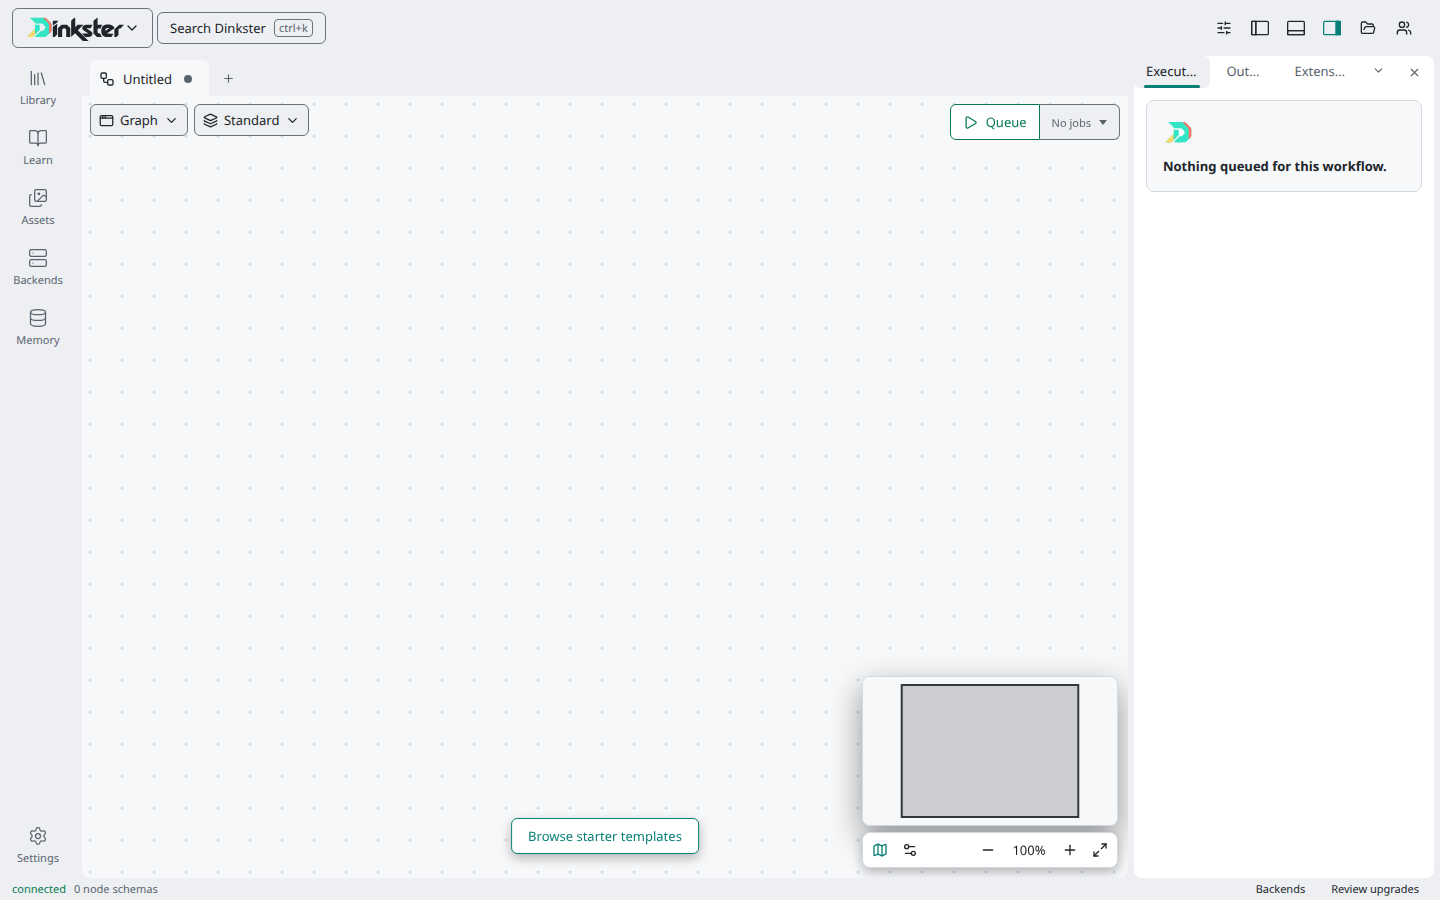 Dinkster
Search Dinkster ctrl+k
Library
Learn
Assets
Backends
Memory
Settings
Untitled
Graph
Standard
Queue
No jobs
Browse starter templates
100%
Execut...
Out...
Extens...
Nothing queued for this workflow.
connected 0 node schemas
Backends
Review upgrades